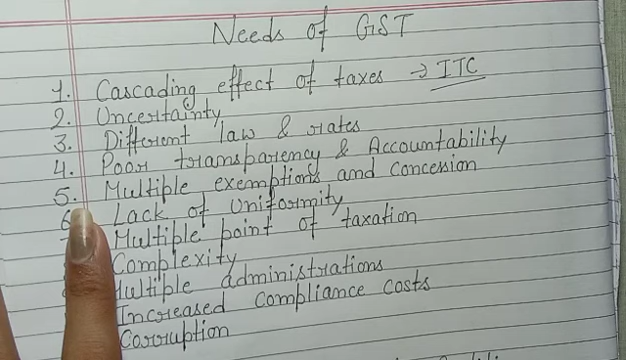 Needs of GST
1. Cascading effect of taxes → ITC
2. Uncertainty
3. Different law & rates
4. Poor transparency & Accountability
5. Multiple exemptions and concession
6 Lack of Uniformity
Multiple point of taxation
Complexity
Multiple administrations
Increased compliance costs
Corruption